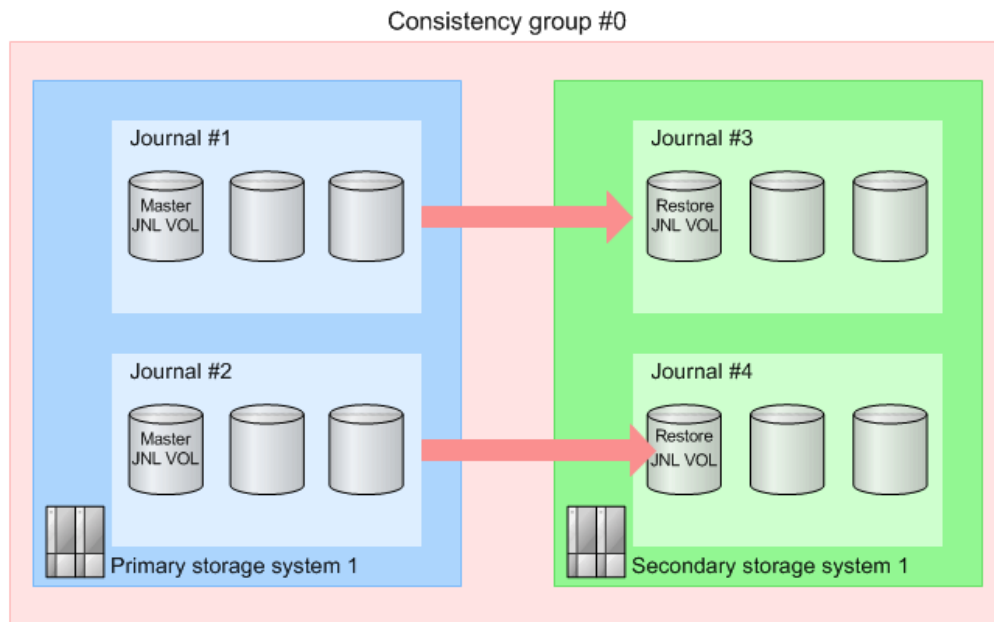 Consistency group #0
Journal #1
Master
JNL VOL
Journal #3
Restore
JNL VOL
Journal #2
Master
JNL VOL
Journal #4
Restore
JNL VOL
Primary storage system 1
Secondary storage system 1